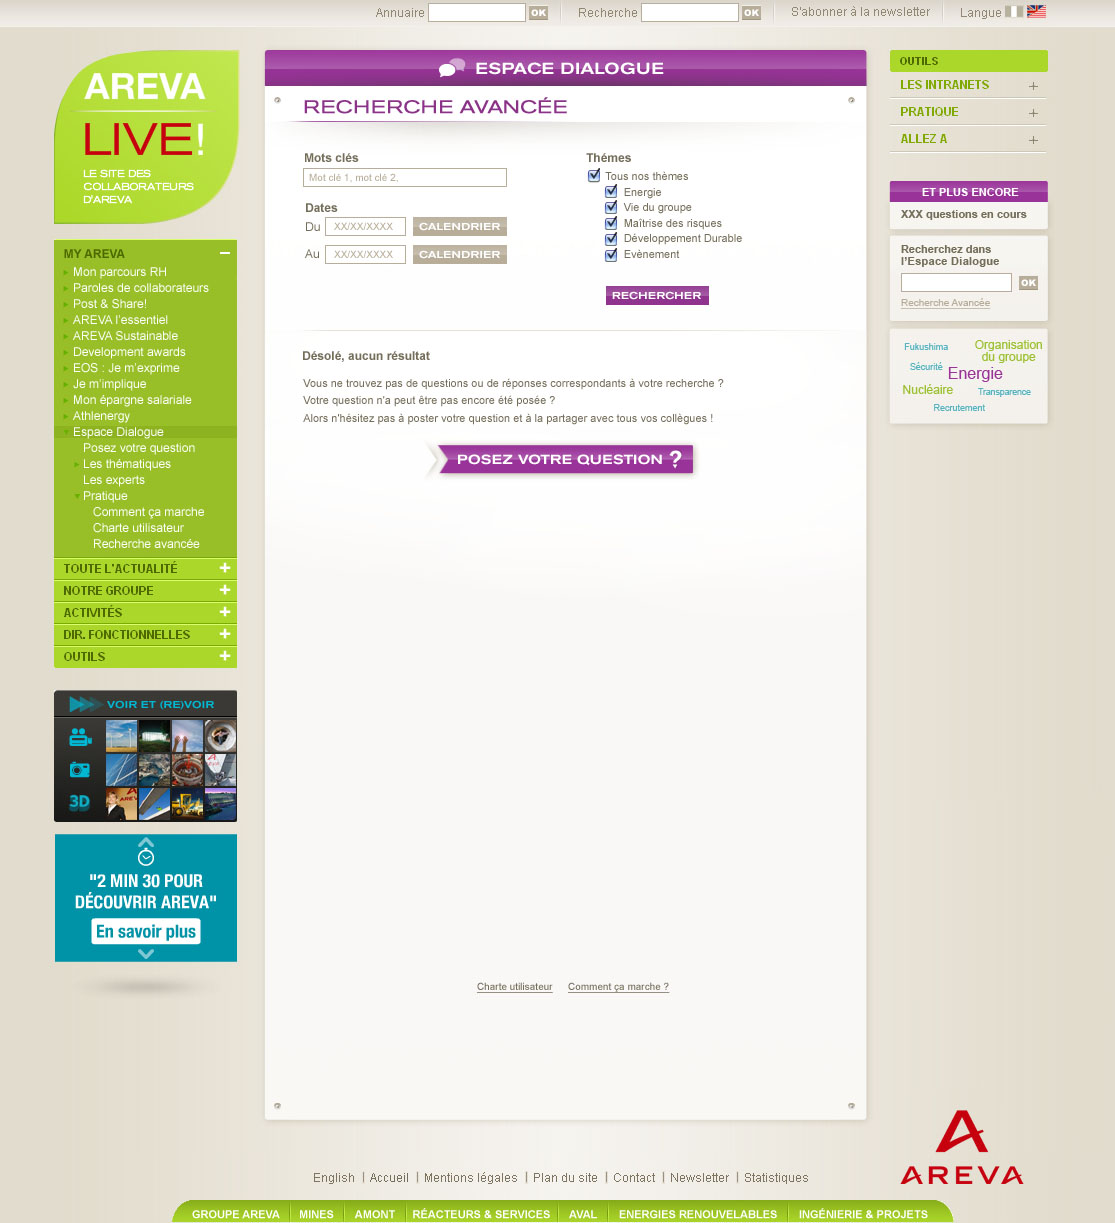 Annuaire OK Recherche OK S'abonner à la newsletter Langue
AREVA
LIVE!
LE SITE DES
COLLABORATEURS
D'AREVA
MY AREVA
Mon parcours RH
Paroles de collaborateurs
Post & Share!
AREVA l'essentiel
AREVA Sustainable
Development awards
EOS : Je m'exprime
Je m'implique
Mon épargne salariale
Athlenergy
Espace Dialogue
Posez votre question
Les thématiques
Les experts
Pratique
Comment ça marche
Charte utilisateur
Recherche avancée
TOUTE L'ACTUALITÉ
NOTRE GROUPE
ACTIVITÉS
DIR. FONCTIONNELLES
OUTILS
VOIR ET (RE)VOIR
3D
"2 MIN 30 POUR
DÉCOUVRIR AREVA"
En savoir plus
ESPACE DIALOGUE
RECHERCHE AVANCÉE
Mots clés
Mot clé 1, mot clé 2,
Dates
Du XX/XX/XXXX CALENDRIER
Au XX/XX/XXXX CALENDRIER
Thémes
Tous nos thèmes
Energie
Vie du groupe
Maîtrise des risques
Développement Durable
Evènement
RECHERCHER
Désolé, aucun résultat
Vous ne trouvez pas de questions ou de réponses correspondants à votre recherche ?
Votre question n'a peut être pas encore été posée ?
Alors n'hésitez pas à poster votre question et à la partager avec tous vos collègues !
POSEZ VOTRE QUESTION ?
Charte utilisateur Comment ça marche ?
OUTILS
LES INTRANETS +
PRATIQUE +
ALLEZ A +
ET PLUS ENCORE
XXX questions en cours
Recherchez dans
l'Espace Dialogue
OK
Recherche Avancée
Fukushima
Organisation
du groupe
Sécurité
Energie
Nucléaire
Transparence
Recrutement
AREVA
English | Accueil | Mentions légales | Plan du site | Contact | Newsletter | Statistiques
GROUPE AREVA MINES AMONT RÉACTEURS & SERVICES AVAL ENERGIES RENOUVELABLES INGÉNIERIE & PROJETS